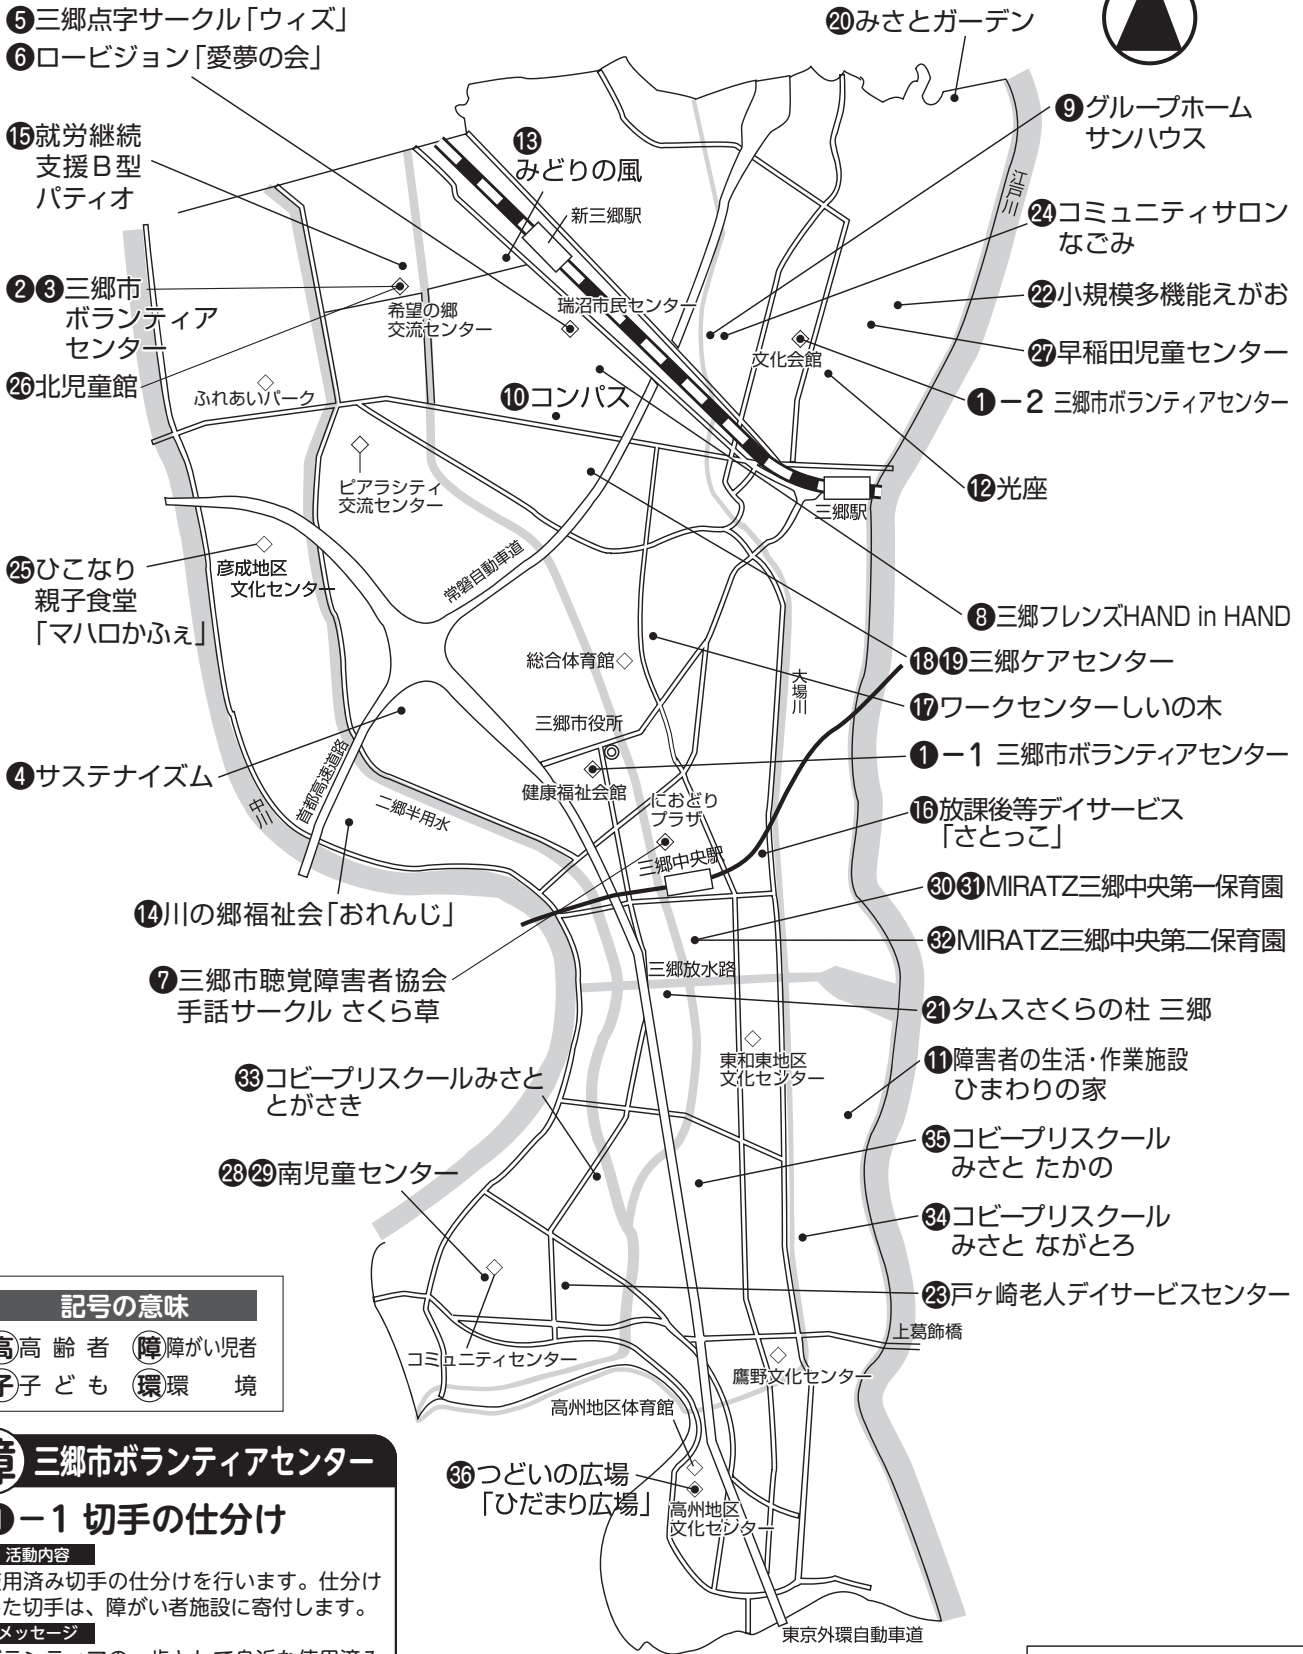 ❺三郷点字サークル「ウィズ」
❻ロービジョン「愛夢の会」
⓯就労継続
支援B型
パティオ
❷❸三郷市
ボランティア
センター
㉖北児童館
㉕ひこなり
親子食堂
「マハロかふぇ」
❹サステナイズム
⓮川の郷福祉会「おれんじ」
❼三郷市聴覚障害者協会
手話サークル さくら草
㉝コビープリスクールみさと
とがさき
㉘㉙南児童センター
㊱つどいの広場
「ひだまり広場」
⓭
みどりの風
❿コンパス
⓴みさとガーデン
❾グループホーム
サンハウス
㉔コミュニティサロン
なごみ
㉒小規模多機能えがお
㉗早稲田児童センター
❶－2 三郷市ボランティアセンター
⓬光座
❽三郷フレンズHAND in HAND
⓲⓳三郷ケアセンター
⓱ワークセンターしいの木
❶－1 三郷市ボランティアセンター
⓰放課後等デイサービス
「さとっこ」
㉚㉛MIRATZ三郷中央第一保育園
㉜MIRATZ三郷中央第二保育園
㉑タムスさくらの杜 三郷
⓫障害者の生活・作業施設
ひまわりの家
㉟コビープリスクール
みさと たかの
㉞コビープリスクール
みさと ながとろ
㉓戸ヶ崎老人デイサービスセンター
新三郷駅
希望の郷
交流センター
瑞沼市民センター
文化会館
江戸川
ふれあいパーク
ピアラシティ
交流センター
三郷駅
彦成地区
文化センター
常磐自動車道
総合体育館
大場川
三郷市役所
健康福祉会館
におどり
プラザ
三郷中央駅
首都高速道路
中川
二郷半用水
三郷放水路
東和東地区
文化センター
コミュニティセンター
上葛飾橋
鷹野文化センター
高州地区体育館
高州地区
文化センター
東京外環自動車道
記号の意味
高高齢者 障障がい児者
子子ども 環環境
障 三郷市ボランティアセンター
❶－1 切手の仕分け
活動内容
使用済み切手の仕分けを行います。仕分け
た切手は、障がい者施設に寄付します。
メッセージ